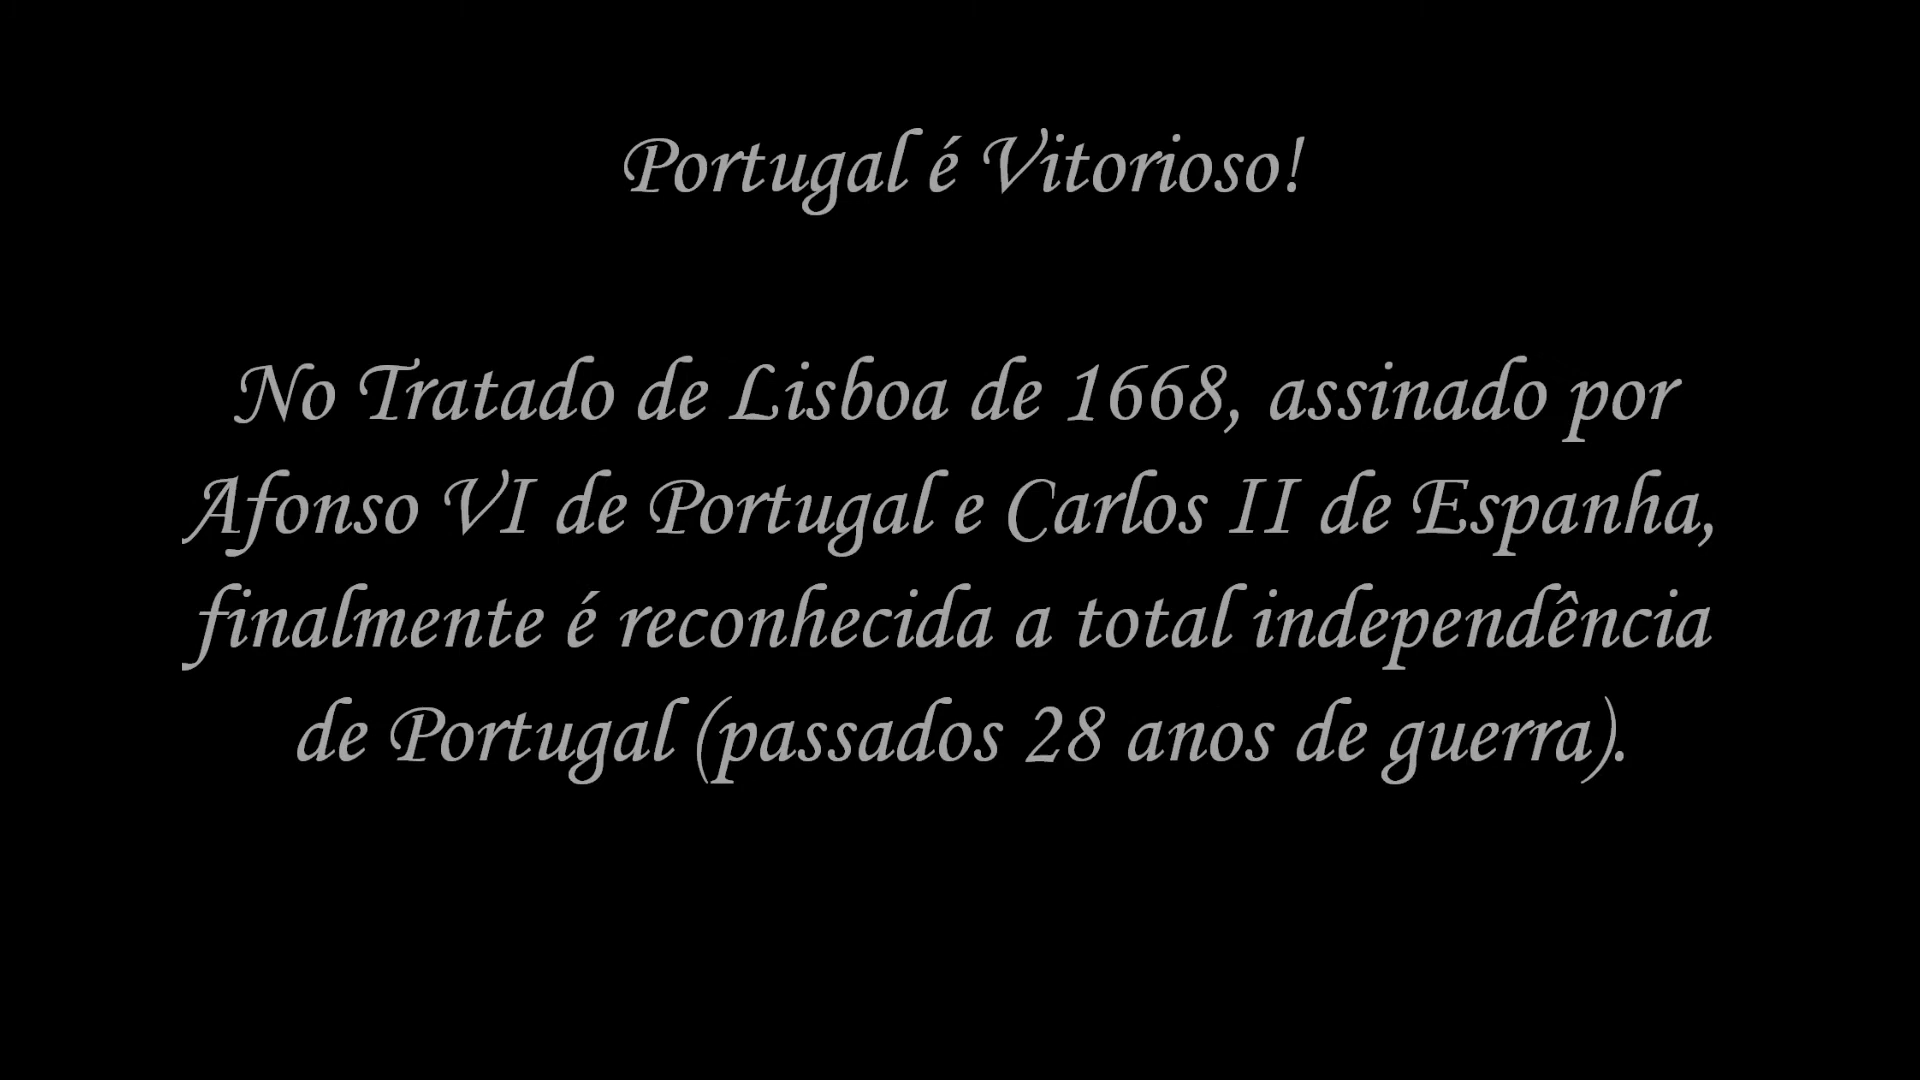 Portugal é Vitorioso!
No Tratado de Lisboa de 1668, assinado por
Afonso VI de Portugal e Carlos II de Espanha,
finalmente é reconhecida a total independência
de Portugal (passados 28 anos de guerra).